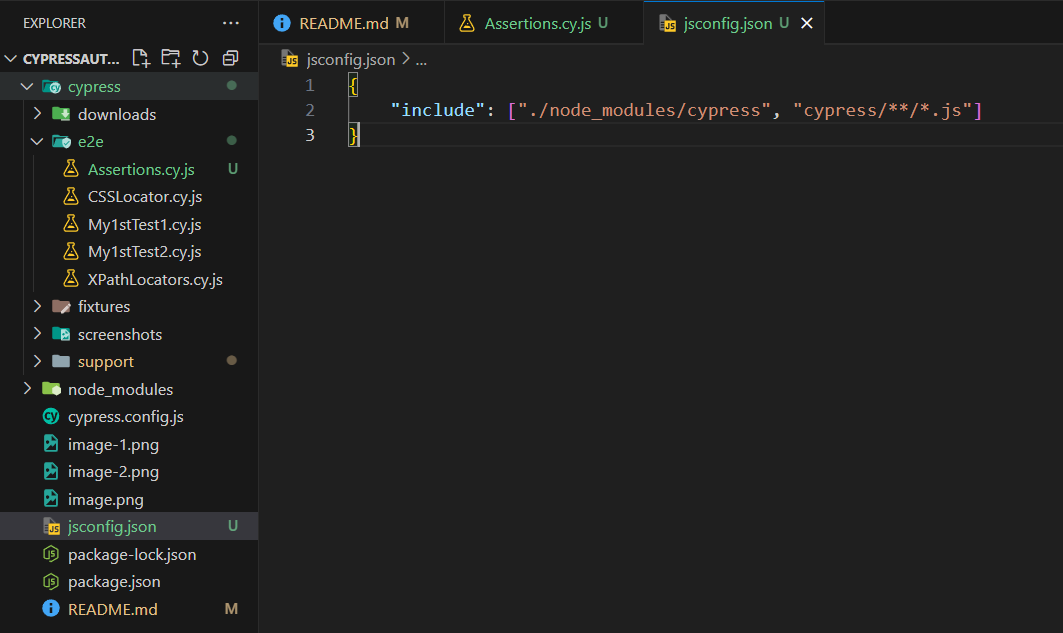 EXPLORER ...
README.md M Assertions.cy.js U jsconfig.json U
CYPRESSAUT...
jsconfig.json > ...
cypress
downloads
e2e
Assertions.cy.js U
CSSLocator.cy.js
My1stTest1.cy.js
My1stTest2.cy.js
XPathLocators.cy.js
fixtures
screenshots
support
node_modules
cypress.config.js
image-1.png
image-2.png
image.png
jsconfig.json U
package-lock.json
package.json
README.md M
1 {
2 "include": ["./node_modules/cypress", "cypress/**/*.js"]
3 }